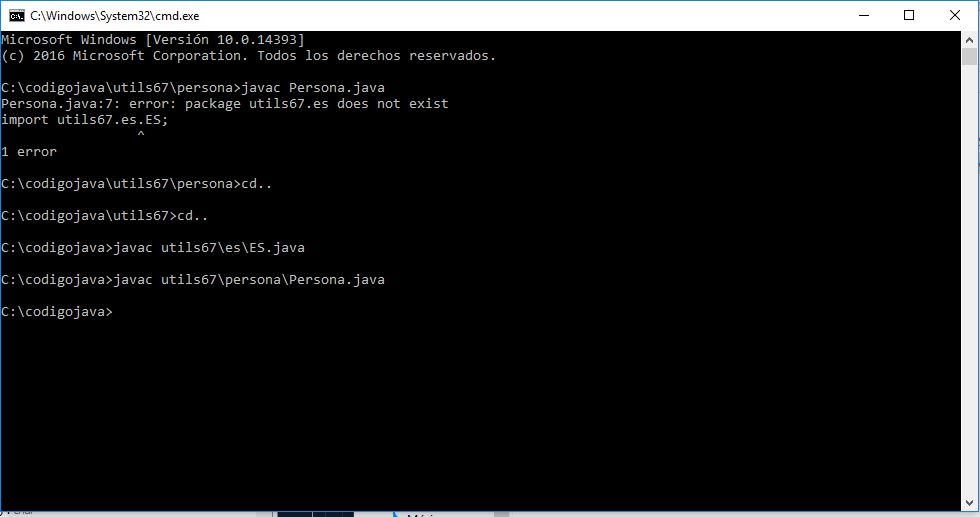 C:\Windows\System32\cmd.exe
Microsoft Windows [Versión 10.0.14393]
(c) 2016 Microsoft Corporation. Todos los derechos reservados.
C:\codigojava\utils67\persona>javac Persona.java
Persona.java:7: error: package utils67.es does not exist
import utils67.es.ES;
^
1 error
C:\codigojava\utils67\persona>cd..
C:\codigojava\utils67>cd..
C:\codigojava>javac utils67\es\ES.java
C:\codigojava>javac utils67\persona\Persona.java
C:\codigojava>